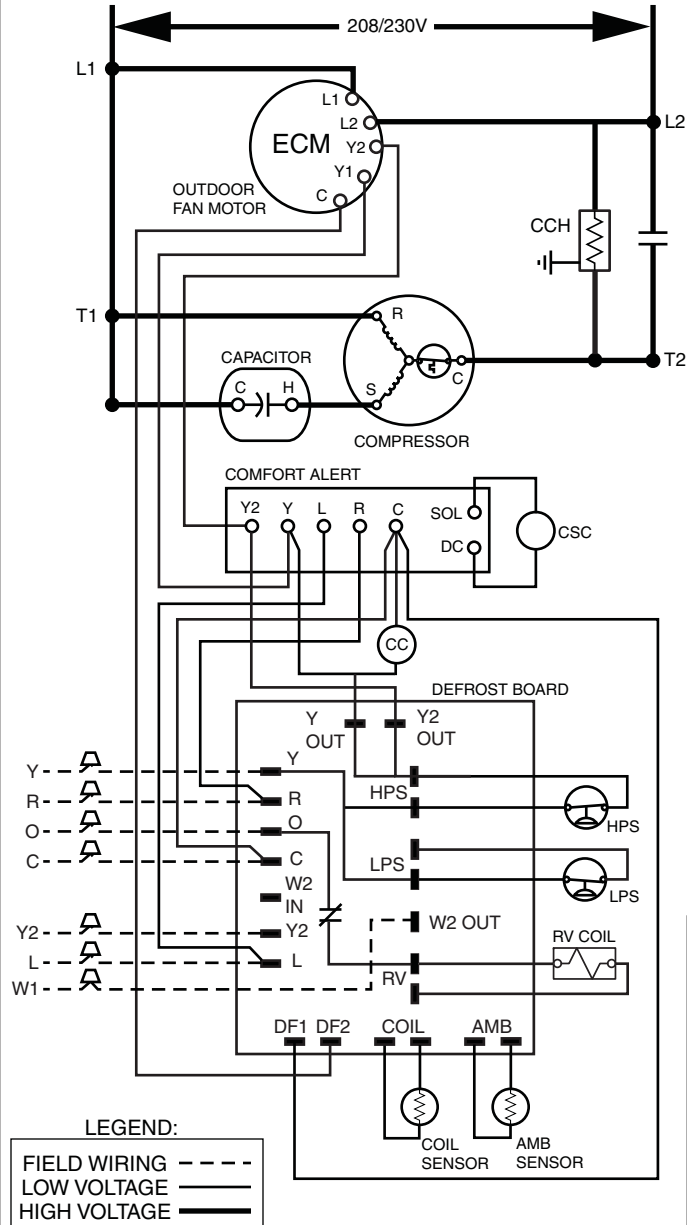 208/230V
L1
L1
L2
L2
ECM
Y2
Y1
C
OUTDOOR
FAN MOTOR
CCH
T1
R
CAPACITOR
C H
S
C
T2
COMPRESSOR
COMFORT ALERT
Y2 Y L R C
SOL
DC
CSC
CC
DEFROST BOARD
Y
OUT
Y2
OUT
Y
Y
R
R
HPS
HPS
O
O
C
C
LPS
LPS
W2
IN
W2 OUT
Y2
Y2
RV COIL
L
L
RV
W1
DF1 DF2 COIL AMB
COIL
SENSOR
AMB
SENSOR
LEGEND:
FIELD WIRING
LOW VOLTAGE
HIGH VOLTAGE